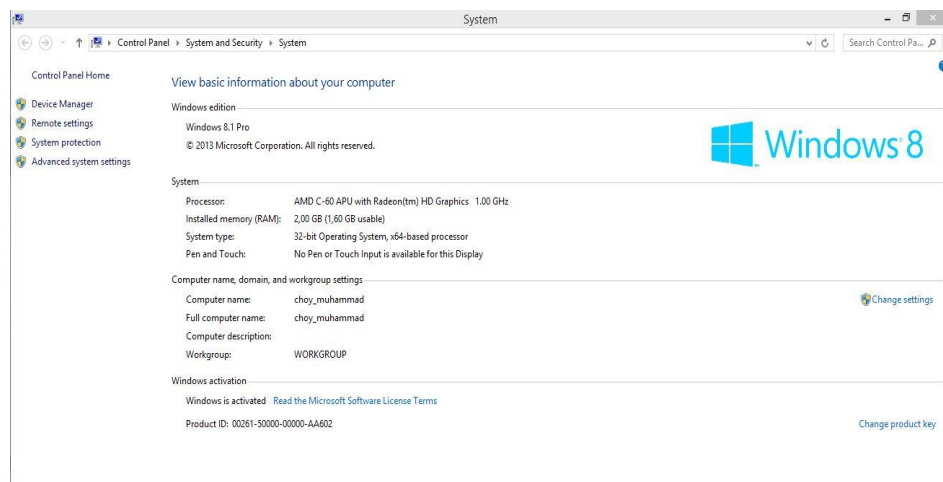 System
Control Panel System and Security System
Search Control Pa...
Control Panel Home
Device Manager
Remote settings
System protection
Advanced system settings
View basic information about your computer
Windows edition
Windows 8.1 Pro
© 2013 Microsoft Corporation. All rights reserved.
Windows 8
System
Processor: AMD C-60 APU with Radeon(tm) HD Graphics 1.00 GHz
Installed memory (RAM): 2,00 GB (1,60 GB usable)
System type: 32-bit Operating System, x64-based processor
Pen and Touch: No Pen or Touch Input is available for this Display
Computer name, domain, and workgroup settings
Computer name: choy_muhammad
Change settings
Full computer name: choy_muhammad
Computer description:
Workgroup: WORKGROUP
Windows activation
Windows is activated Read the Microsoft Software License Terms
Product ID: 00261-50000-00000-AA602
Change product key